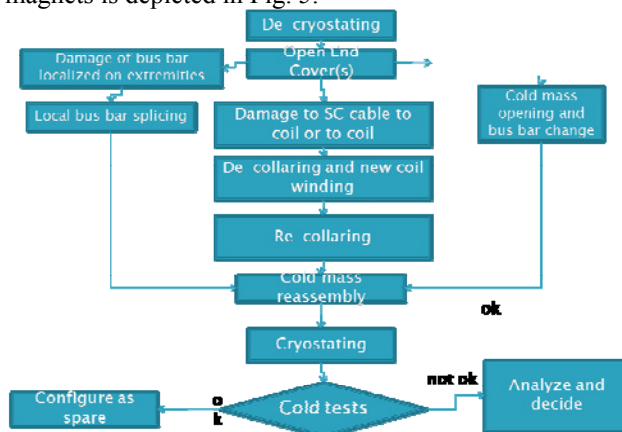 magnets is depicted in Fig. 5.
De cryostating
Open End
Cover(s)
Damage of bus bar
localized on extremities
Local bus bar splicing
Damage to SC cable to
coil or to coil
Cold mass
opening and
bus bar change
De collaring and new coil
winding
Re collaring
Cold mass
reassembly
ok
Cryostating
Cold tests
o
k
not ok
Configure as
spare
Analyze and
decide